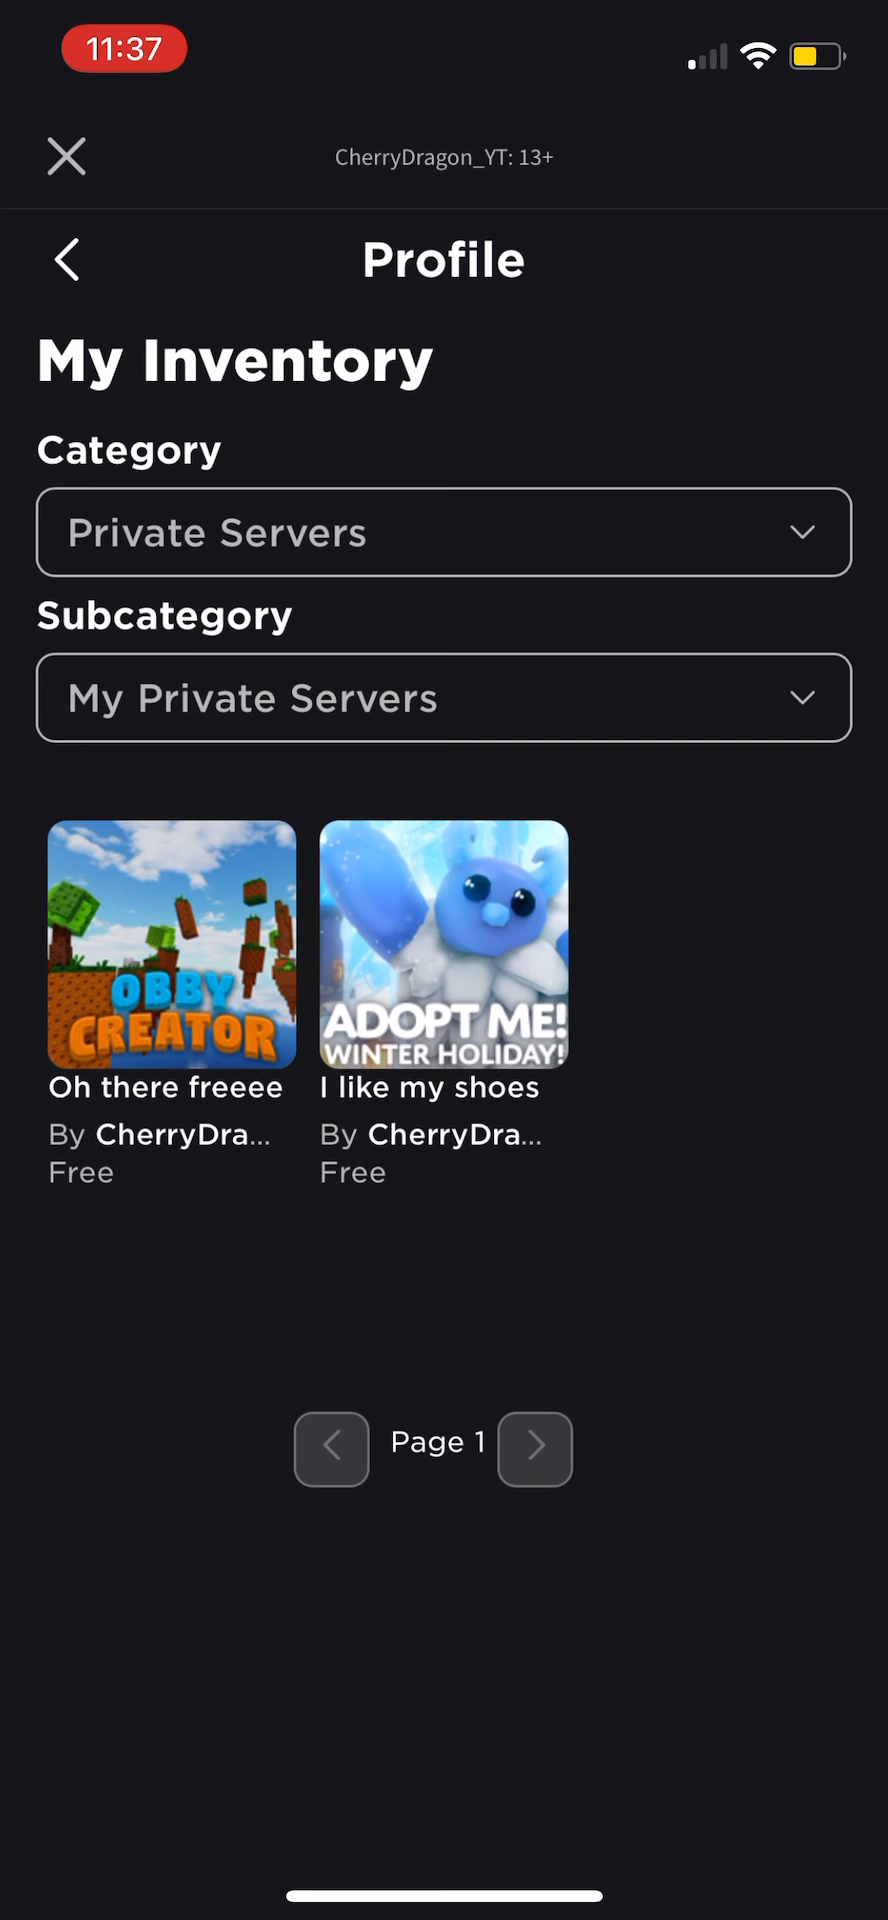 11:37
CherryDragon_YT: 13+
Profile
My Inventory
Category
Private Servers
Subcategory
My Private Servers
OBBY
CREATOR
Oh there freeee
By CherryDra...
Free
ADOPT ME!
WINTER HOLIDAY!
I like my shoes
By CherryDra...
Free
Page 1